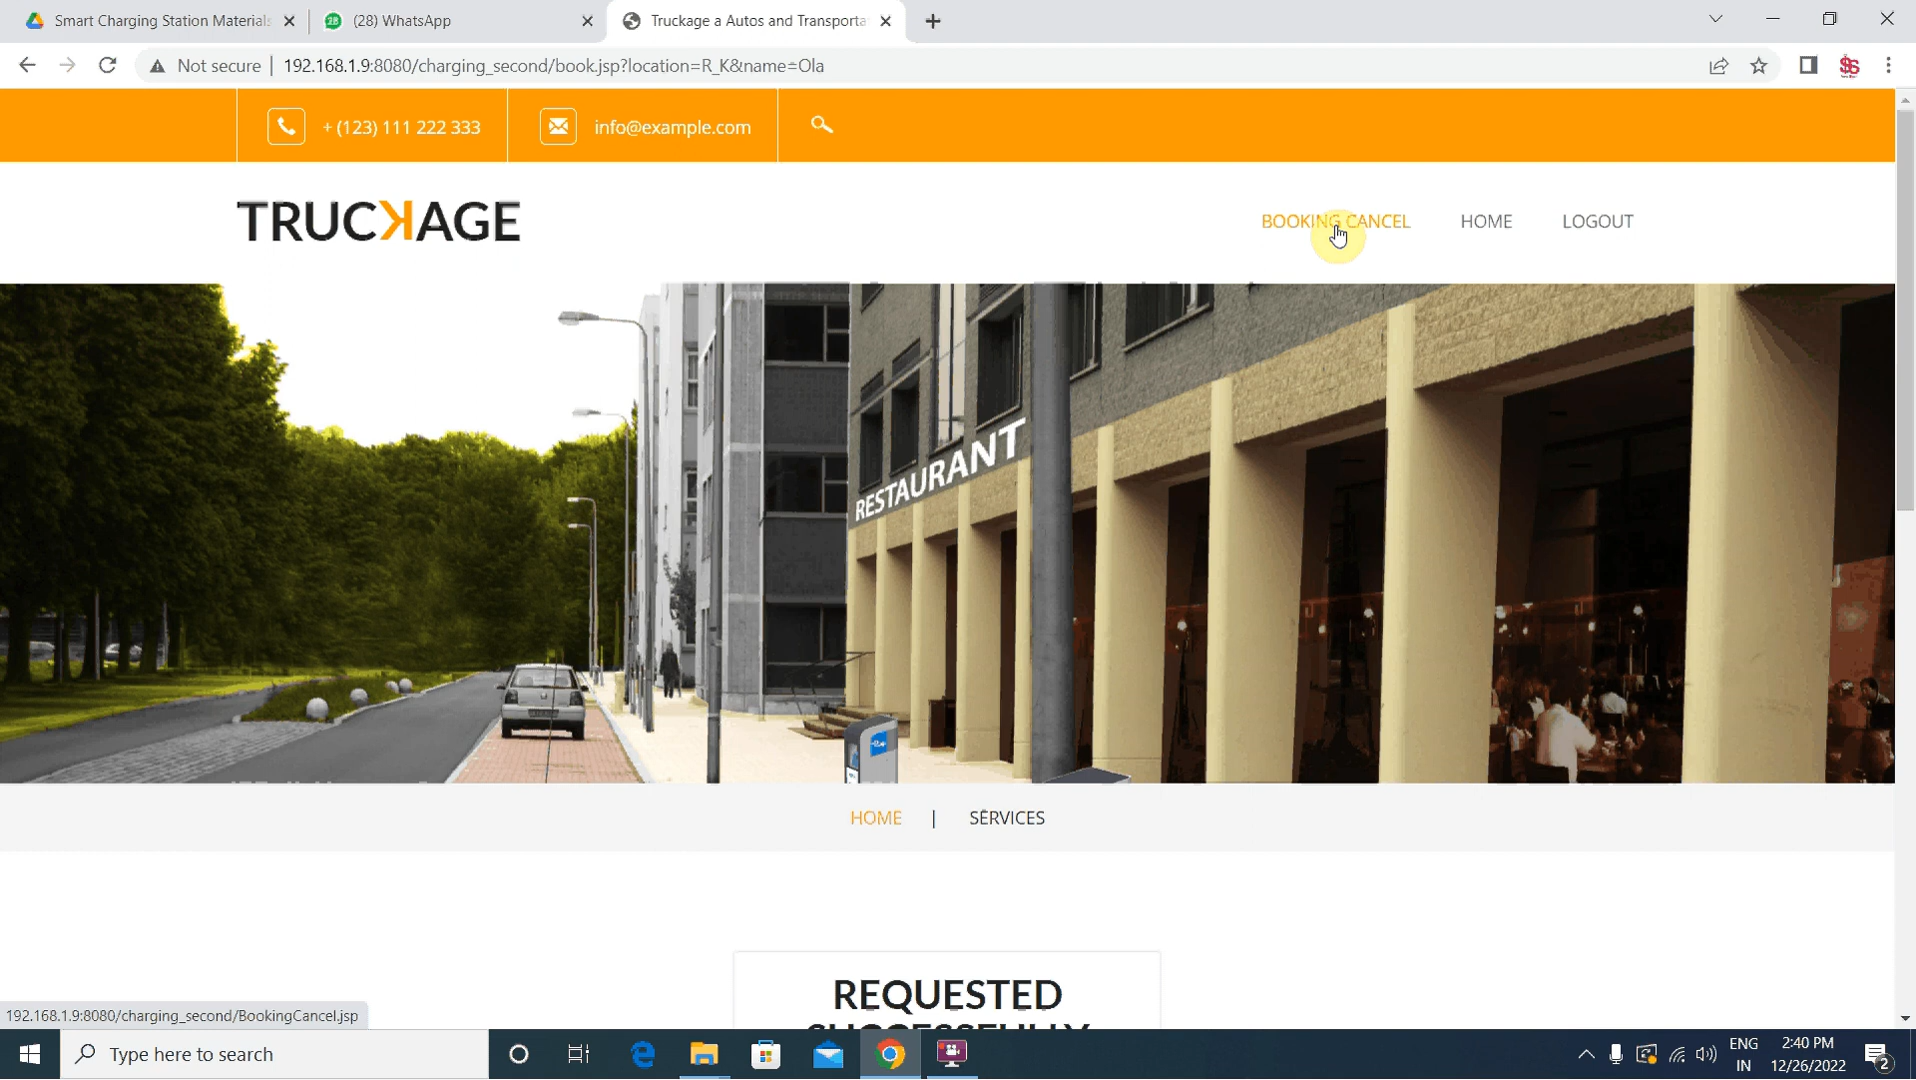 Smart Charging Station Materials
(28) WhatsApp
Truckage a Autos and Transporta
Not secure
192.168.1.9:8080/charging_second/book.jsp?location=R_K&name=Ola
+ (123) 111 222 333
info@example.com
TRUCKAGE
BOOKING CANCEL
HOME
LOGOUT
RESTAURANT
HOME
|
SERVICES
REQUESTED
SUCCESSFULLY
192.168.1.9:8080/charging_second/BookingCancel.jsp
Type here to search
ENG
IN
2:40 PM
12/26/2022
2